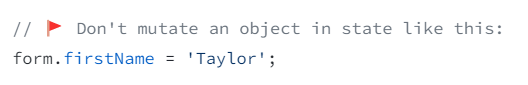 // 🚩 Don't mutate an object in state like this:
form.firstName = 'Taylor';